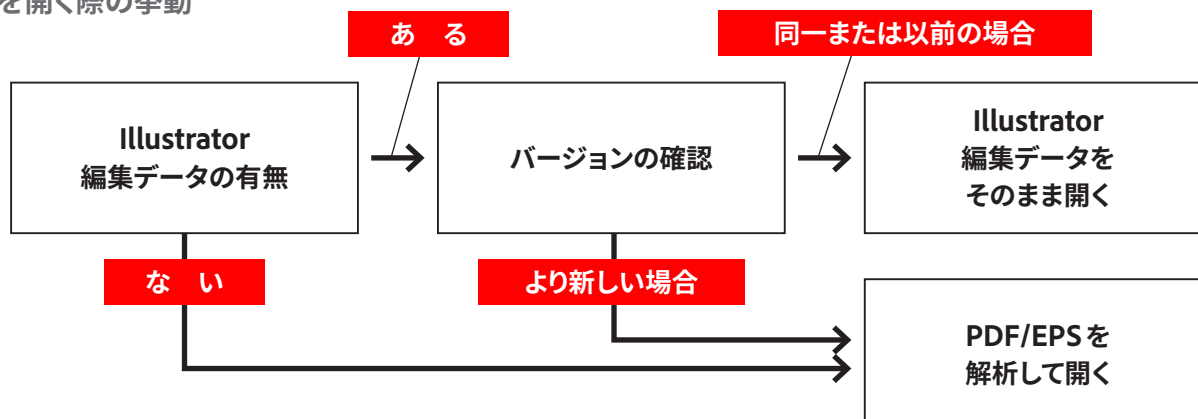 を開く際の挙動
あ る
同一または以前の場合
Illustrator
編集データの有無
バージョンの確認
Illustrator
編集データを
そのまま開く
な い
より新しい場合
PDF/EPSを
解析して開く